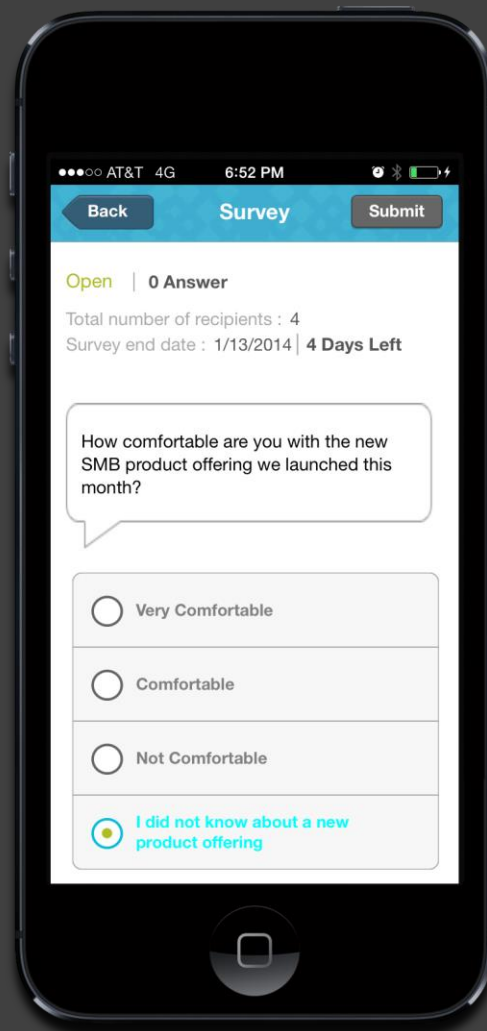 AT&T 4G 6:52 PM
Back Survey Submit
Open | 0 Answer
Total number of recipients : 4
Survey end date : 1/13/2014 | 4 Days Left
How comfortable are you with the new
SMB product offering we launched this
month?
Very Comfortable
Comfortable
Not Comfortable
I did not know about a new
product offering